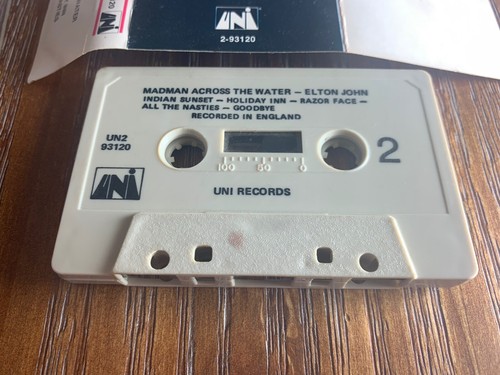 UNI
2-93120
MADMAN ACROSS THE WATER – ELTON JOHN
INDIAN SUNSET – HOLIDAY INN – RAZOR FACE –
ALL THE NASTIES – GOODBYE
RECORDED IN ENGLAND
UN2
93120
2
100 50 0
UNI
UNI RECORDS